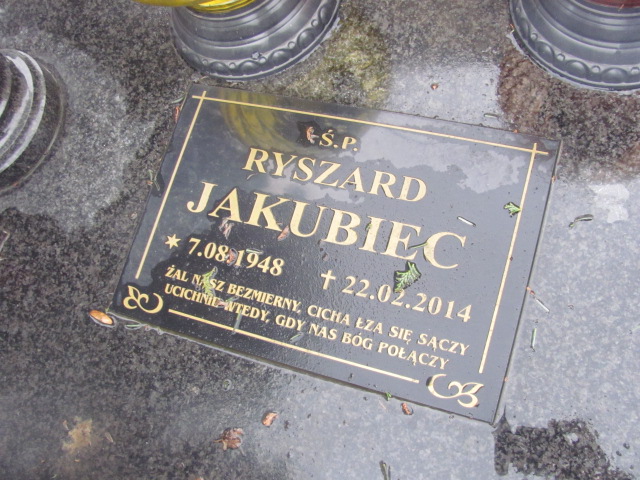 Ś.P.
RYSZARD
JAKUBIEC
* 7.08.1948 † 22.02.2014
ŻAL NASZ BEZMIERNY, CICHA ŁZA SIĘ SĄCZY
UCICHNIE WTEDY, GDY NAS BÓG POŁĄCZY